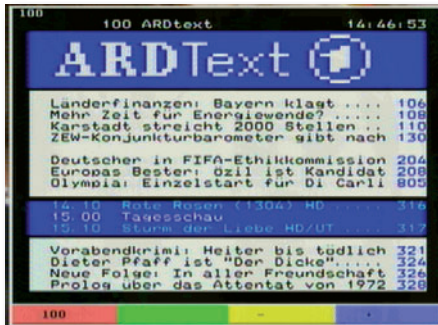 100
100 ARDtext 14:46:53
ARDText 1
Länderfinanzen: Bayern klagt .... 106
Mehr Zeit für Energiewende? ..... 108
Karstadt streicht 2000 Stellen .. 110
ZEW-Konjunkturbarometer gibt nach 130
Deutscher in FIFA-Ethikkommission 204
Europas Bester: özil ist Kandidat 208
Olympia: Einzelstart für Di Carli 805
14.10 Rote Rosen (1304) HD ..... 316
15.00 Tagesschau
15.10 Sturm der Liebe HD/UT .... 317
Vorabendkrimi: Heiter bis tödlich 321
Dieter Pfaff ist "Der Dicke"..... 324
Neue Folge: In aller Freundschaft 326
Prolog über das Attentat von 1972 328
100 - +